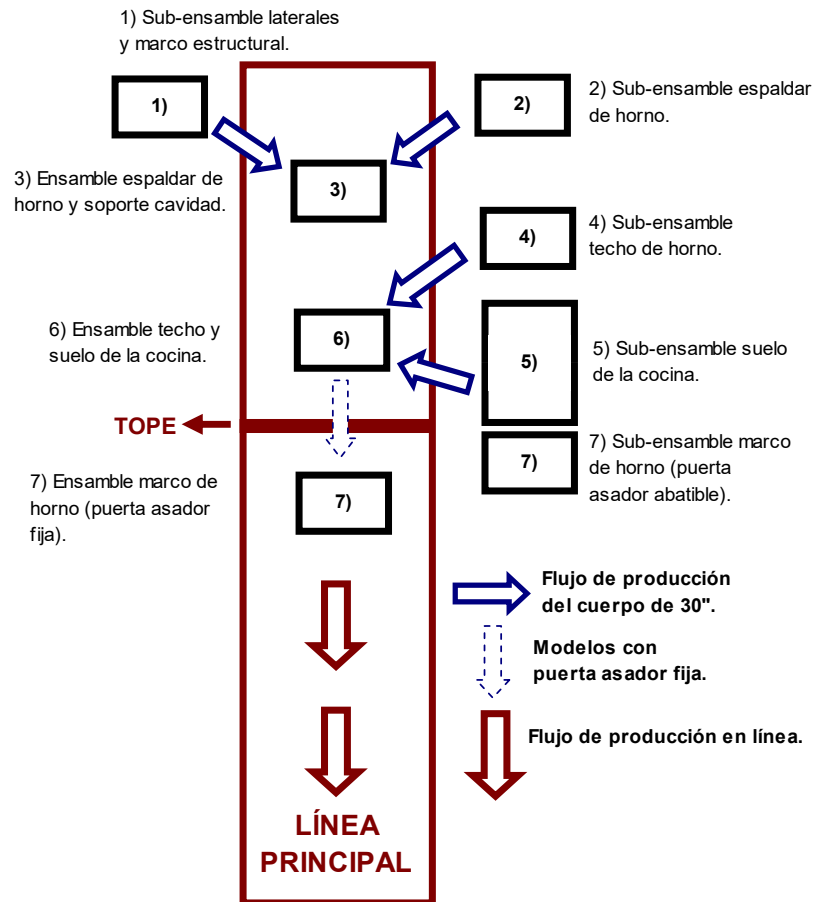 1) Sub-ensamble laterales
y marco estructural.
1)
2)
2) Sub-ensamble espaldar
de horno.
3) Ensamble espaldar de
horno y soporte cavidad.
3)
4)
4) Sub-ensamble
techo de horno.
6) Ensamble techo y
suelo de la cocina.
6)
5)
5) Sub-ensamble suelo
de la cocina.
TOPE
7) Ensamble marco de
horno (puerta asador
fija).
7)
7)
7) Sub-ensamble marco
de horno (puerta
asador abatible).
Flujo de producción
del cuerpo de 30".
Modelos con
puerta asador fija.
Flujo de producción en línea.
LÍNEA
PRINCIPAL